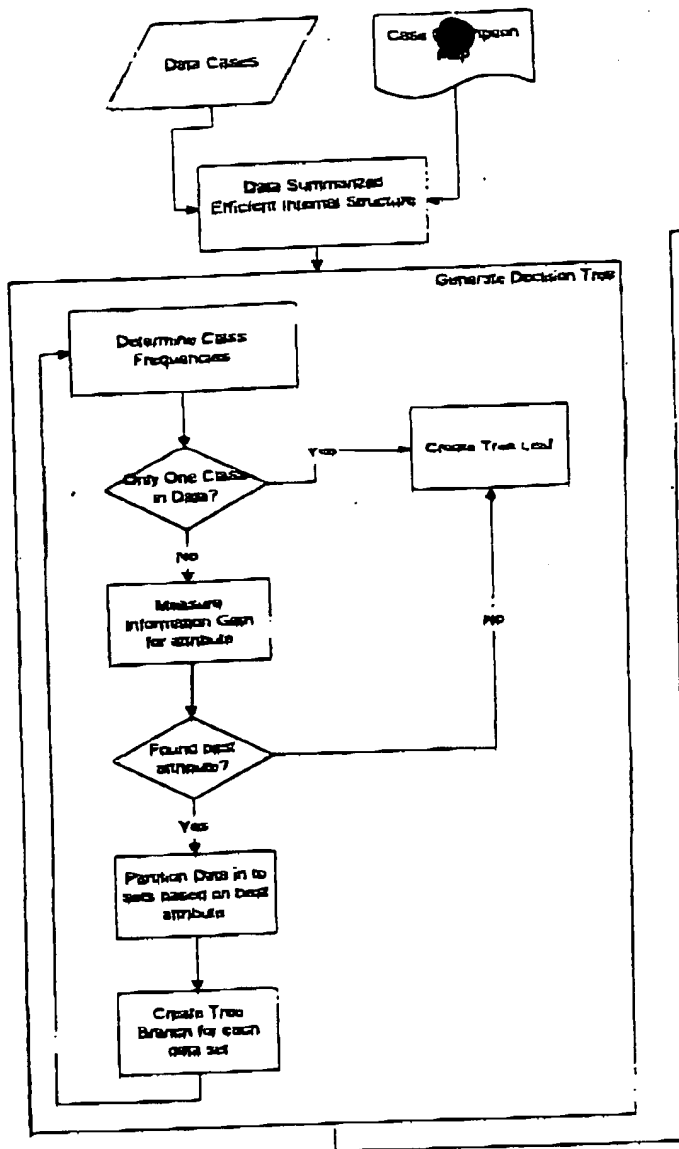 Data Cases
Case
Map
Data Summarized
Efficient Internal Structure
Generate Decision Tree
Determine Class
Frequencies
Only One Class
in Data?
Yes
Create Tree Leaf
No
Measure
Information Gain
for attribute
No
Found best
attribute?
Yes
Partition Data in to
sets based on best
attribute
Create Tree
Branch for each
data set